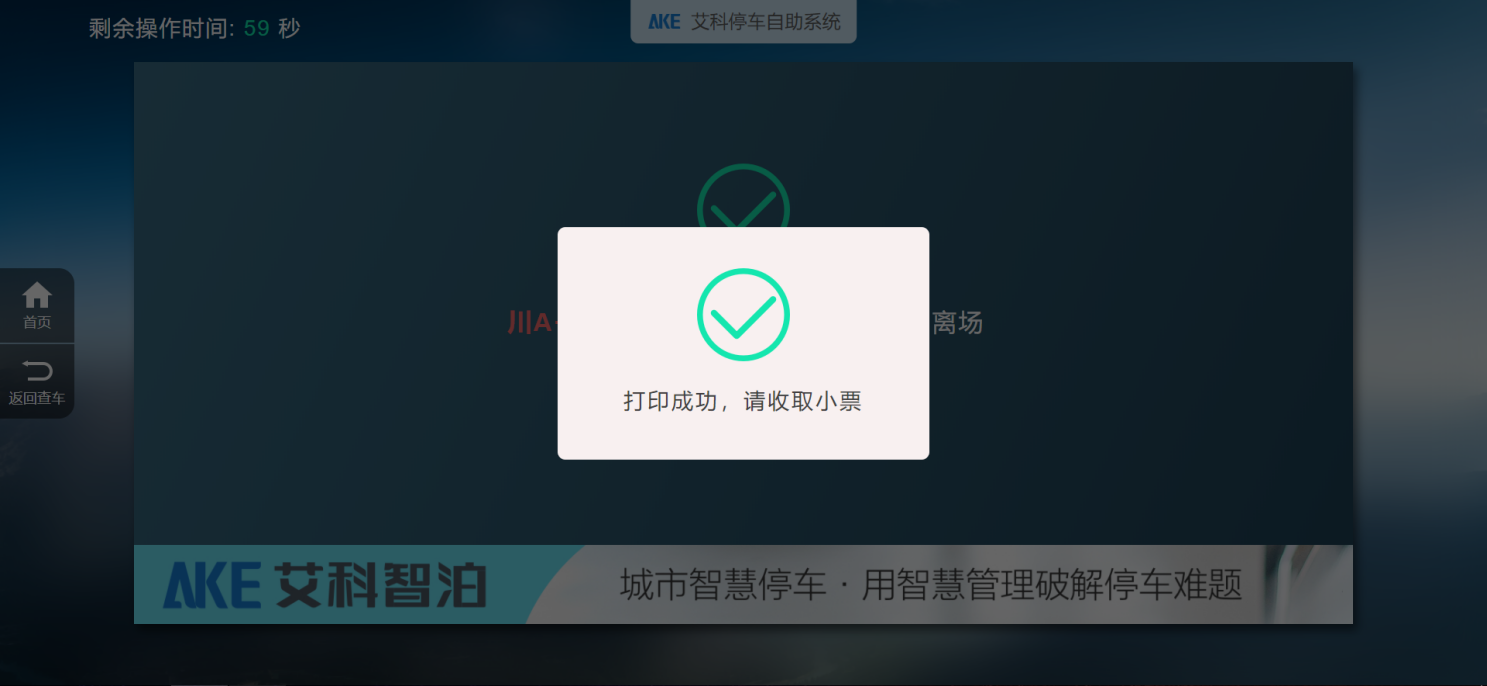 剩余操作时间: 59 秒
AKE 艾科停车自助系统
首页
返回查车
川A·
离场
打印成功，请收取小票
AKE 艾科智泊
城市智慧停车 · 用智慧管理破解停车难题